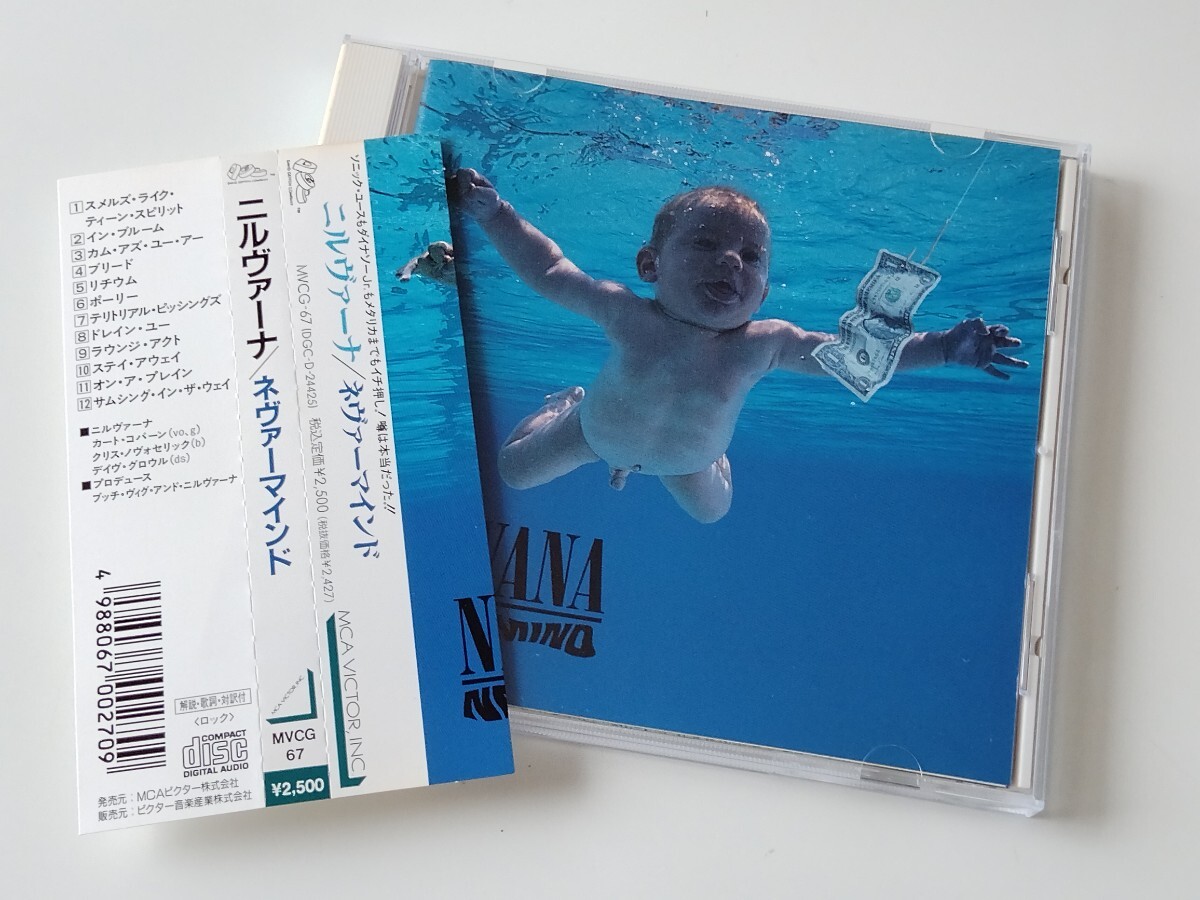 1 スメルズ・ライク・
ティーン・スピリット
2 イン・ブルーム
3 カム・アズ・ユー・アー
4 ブリード
5 リチウム
6 ポーリー
7 テリトリアル・ピッシングズ
8 ドレイン・ユー
9 ラウンジ・アクト
10 ステイ・アウェイ
11 オン・ア・プレイン
12 サムシング・イン・ザ・ウェイ
■ニルヴァーナ
カート・コバーン(vo,g)
クリス・ノヴォセリック(b)
デイヴ・グロウル(ds)
■プロデュース
ブッチ・ヴィグ・アンド・ニルヴァーナ
4 988067 002709
解説・歌詞・対訳付
〈ロック〉
COMPACT
disc
DIGITAL AUDIO
発売元：MCAビクター株式会社
販売元：ビクター音楽産業株式会社
ニルヴァーナ/ネヴァーマインド
MCA VICTOR, INC
MVCG
67
¥2,500
ソニック・ユースもダイナソーJr.もメタリカまでもイチ押し!噂は本当だった!!
ニルヴァーナ/ネヴァーマインド
MVCG-67 (DGC-D-24425) 税込定価¥2,500 (税抜価格¥2,427)
MCA VICTOR, INC
N
VANA
MIND